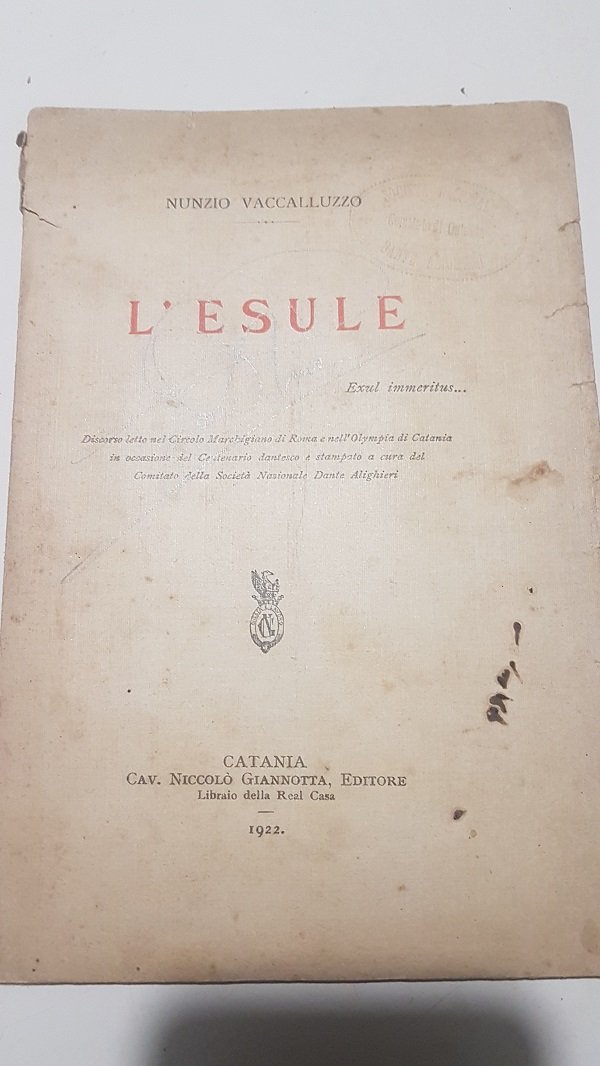 NUNZIO VACCALLUZZO
L'ESULE
Exul immeritus...
Discorso letto nel Circolo Marchigiano di Roma e nell'Olympia di Catania
in occasione del Centenario dantesco e stampato a cura del
Comitato della Società Nazionale Dante Alighieri
CATANIA
CAV. NICCOLÒ GIANNOTTA, EDITORE
Libraio della Real Casa
1922.